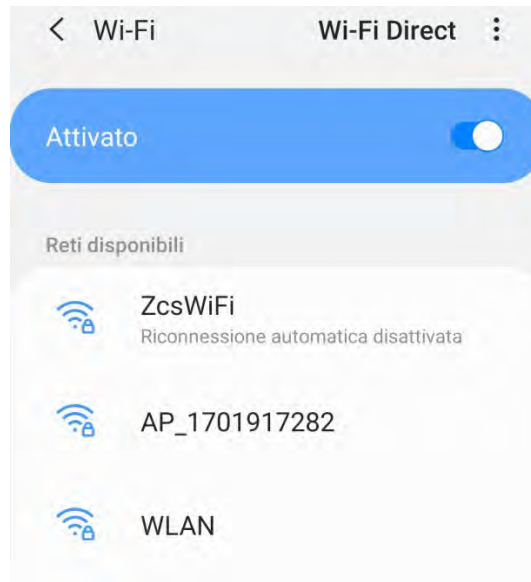 Wi-Fi Wi-Fi Direct
Attivato
Reti disponibili
ZcsWiFi
Riconnessione automatica disattivata
AP_1701917282
WLAN